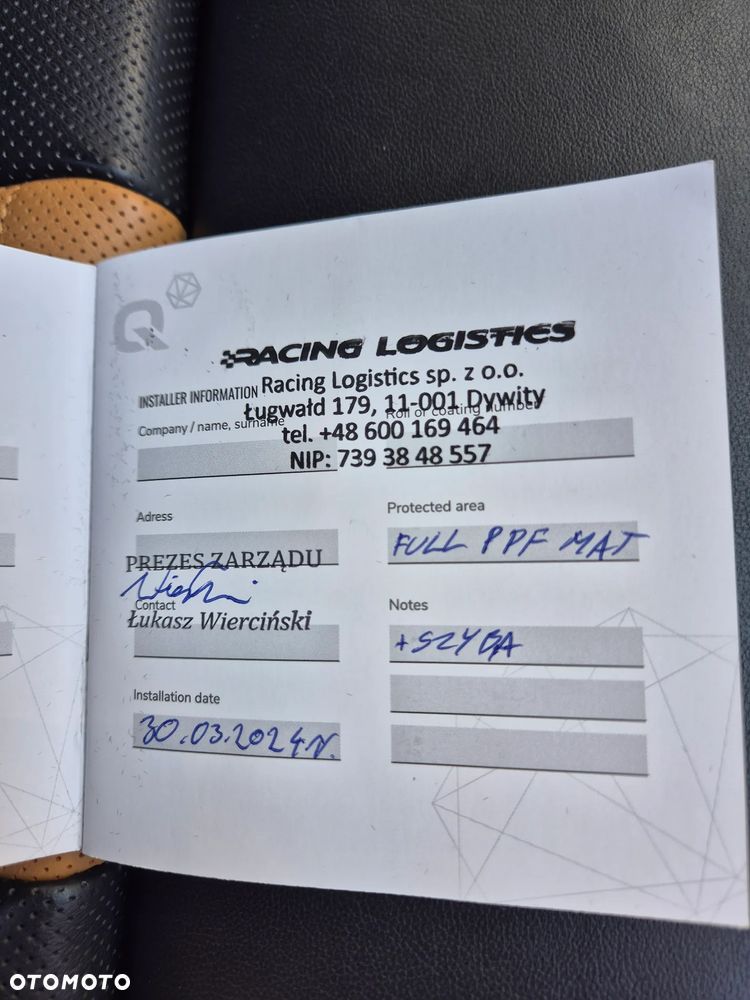 Q
RACING LOGISTICS
INSTALLER INFORMATION
Racing Logistics sp. z o.o.
Ługwałd 179, 11-001 Dywity
tel. +48 600 169 464
NIP: 739 38 48 557
Company / name, surname
Roll or coating number
Adress
PREZES ZARZĄDU
Contact
Łukasz Wierciński
Installation date
30.03.2024r.
Protected area
FULL PPF MAT
Notes
+ SZYBA
OTOMOTO